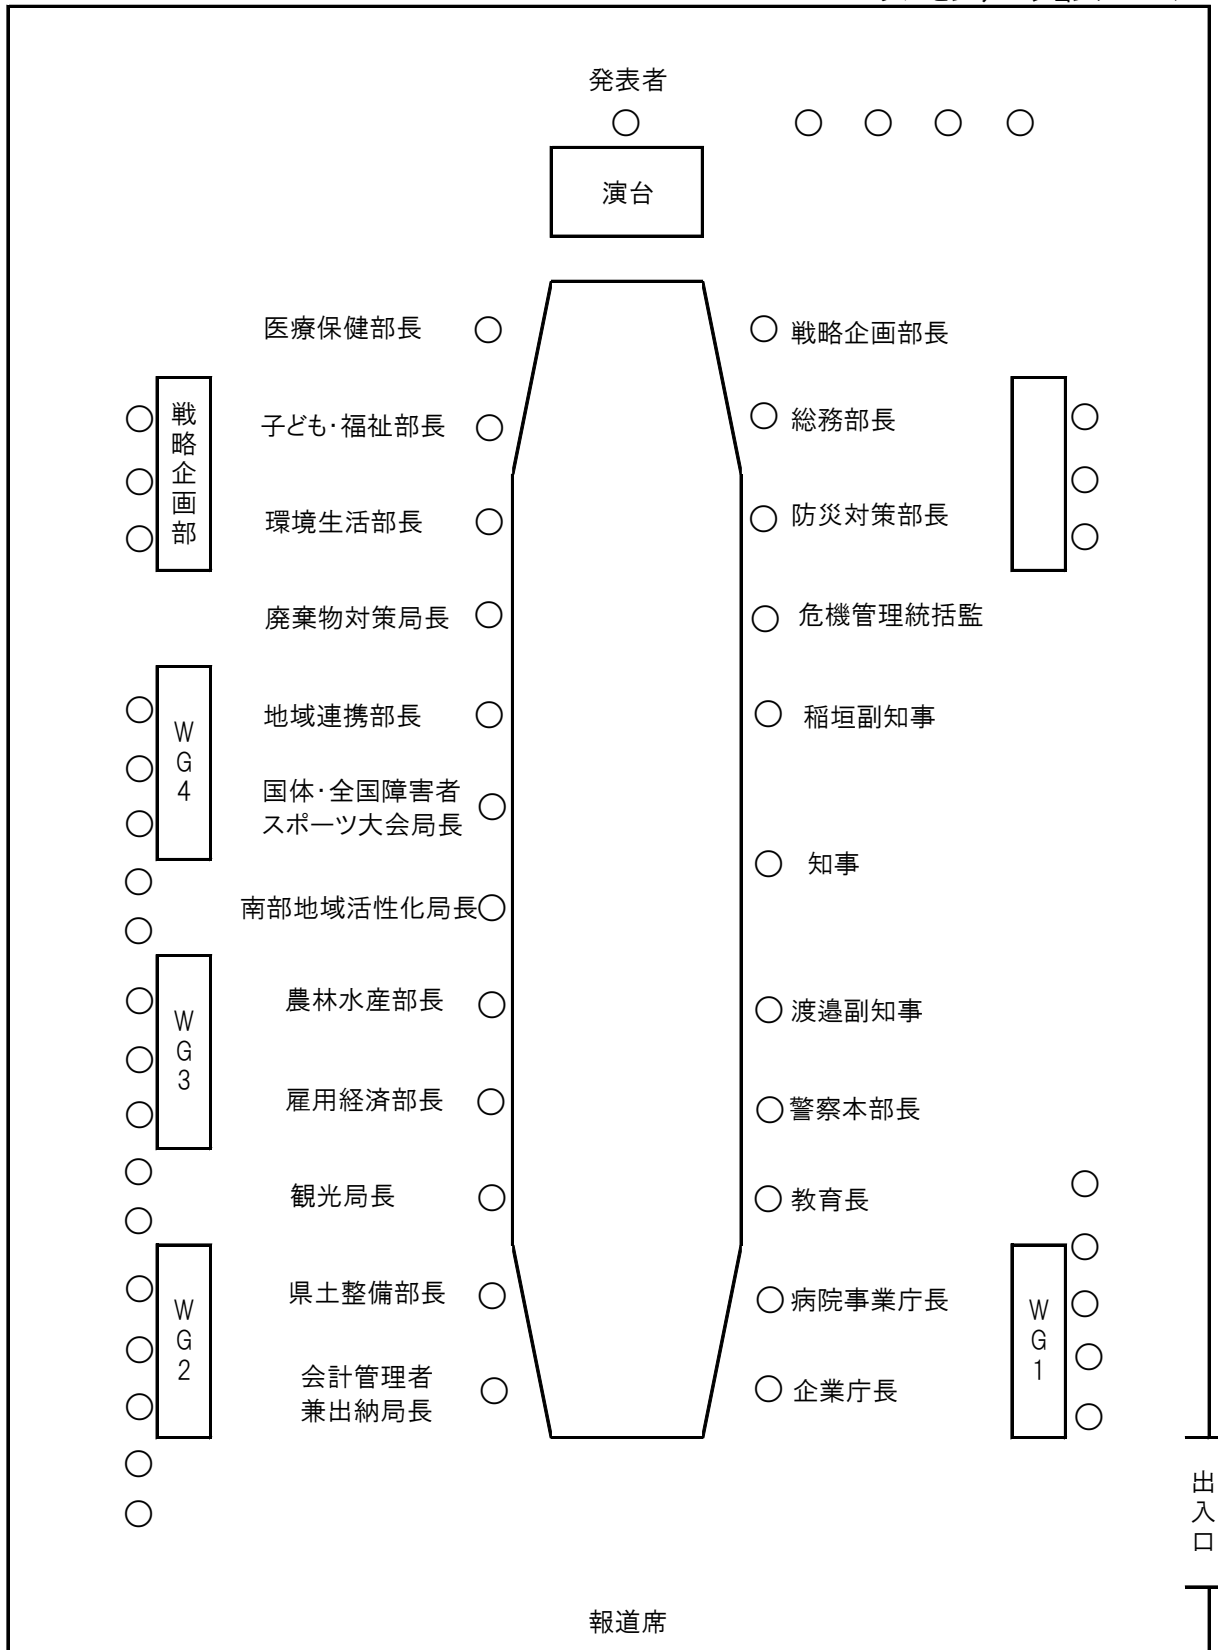 発表者
演台
医療保健部長
戦略企画部長
子ども・福祉部長
総務部長
戦略企画部
環境生活部長
防災対策部長
廃棄物対策局長
危機管理統括監
地域連携部長
稲垣副知事
WG4
国体・全国障害者
スポーツ大会局長
知事
南部地域活性化局長
農林水産部長
渡邉副知事
WG3
雇用経済部長
警察本部長
観光局長
教育長
県土整備部長
病院事業庁長
WG2
WG1
会計管理者
兼出納局長
企業庁長
出入口
報道席